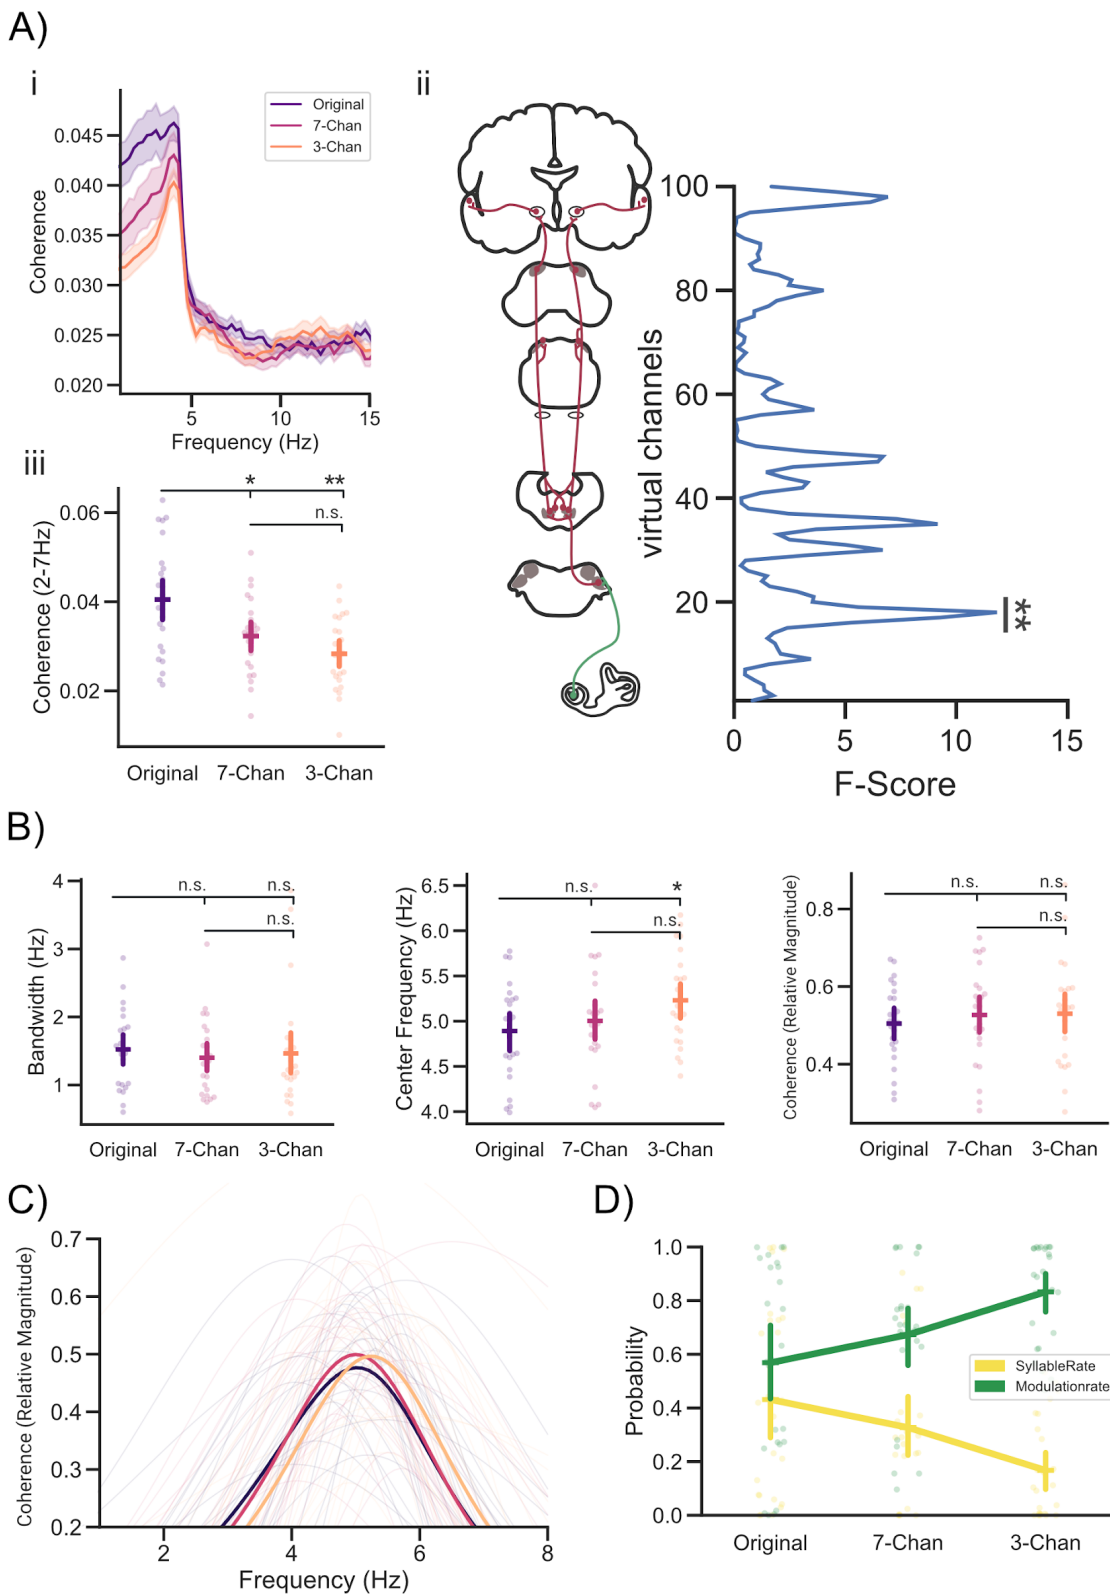 A)
i
ii
Original
7-Chan
3-Chan
0.045
0.040
0.035
0.030
0.025
0.020
Coherence
5
10
15
Frequency (Hz)
100
80
60
40
20
virtual channels
**
0
5
10
15
F-Score
iii
*
**
n.s.
0.06
0.04
0.02
Coherence (2-7Hz)
Original
7-Chan
3-Chan
B)
4
3
2
1
Bandwidth (Hz)
n.s.
n.s.
n.s.
Original
7-Chan
3-Chan
6.5
6.0
5.5
5.0
4.5
4.0
Center Frequency (Hz)
n.s.
*
n.s.
Original
7-Chan
3-Chan
0.8
0.6
0.4
Coherence (Relative Magnitude)
n.s.
n.s.
n.s.
Original
7-Chan
3-Chan
C)
0.7
0.6
0.5
0.4
0.3
0.2
Coherence (Relative Magnitude)
2
4
6
8
Frequency (Hz)
D)
1.0
0.8
0.6
0.4
0.2
0.0
Probability
SyllableRate
Modulationrate
Original
7-Chan
3-Chan